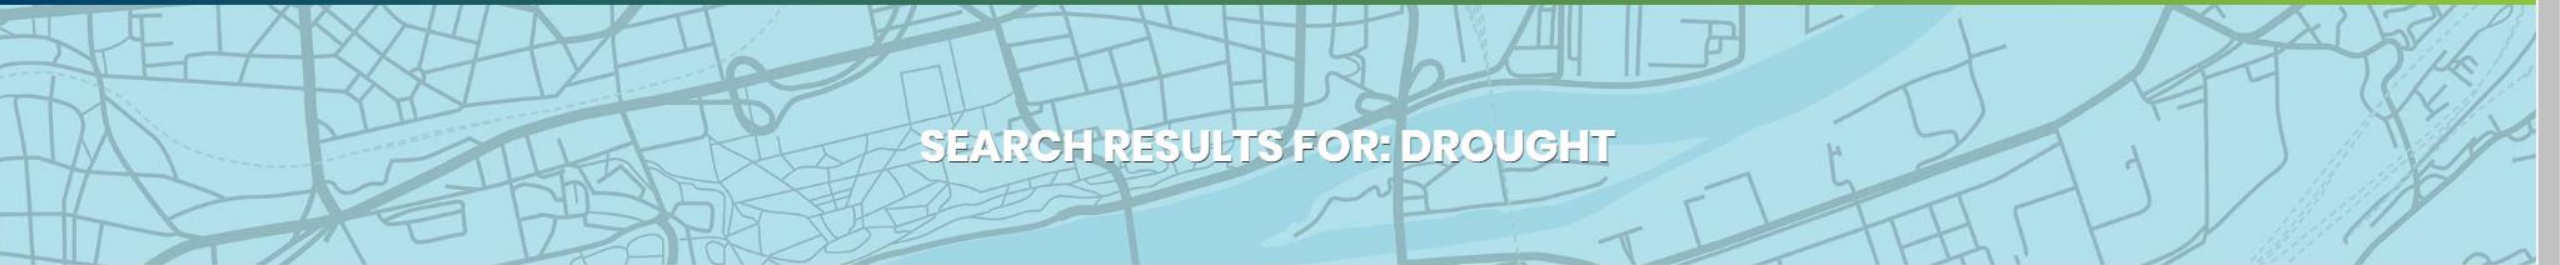 SEARCH RESULTS FOR: DROUGHT